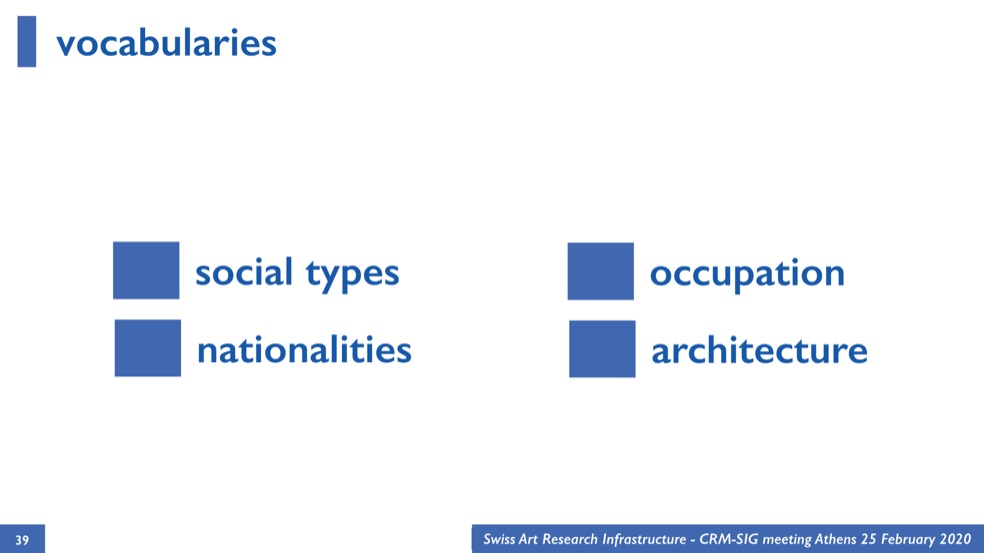 vocabularies
social types
occupation
nationalities
architecture
39
Swiss Art Research Infrastructure - CRM-SIG meeting Athens 25 February 2020